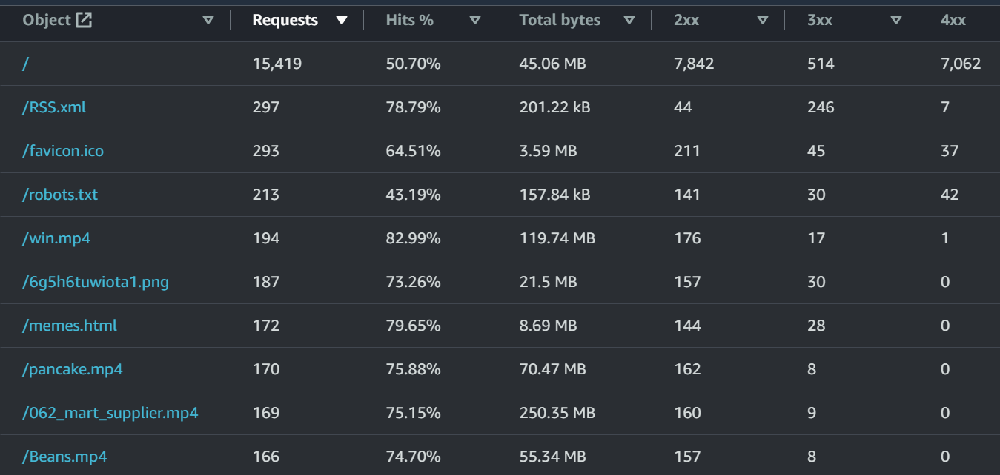 Object Requests Hits % Total bytes 2xx 3xx 4xx
/ 15,419 50.70% 45.06 MB 7,842 514 7,062
/RSS.xml 297 78.79% 201.22 kB 44 246 7
/favicon.ico 293 64.51% 3.59 MB 211 45 37
/robots.txt 213 43.19% 157.84 kB 141 30 42
/win.mp4 194 82.99% 119.74 MB 176 17 1
/6g5h6tuwiota1.png 187 73.26% 21.5 MB 157 30 0
/memes.html 172 79.65% 8.69 MB 144 28 0
/pancake.mp4 170 75.88% 70.47 MB 162 8 0
/062_mart_supplier.mp4 169 75.15% 250.35 MB 160 9 0
/Beans.mp4 166 74.70% 55.34 MB 157 8 0